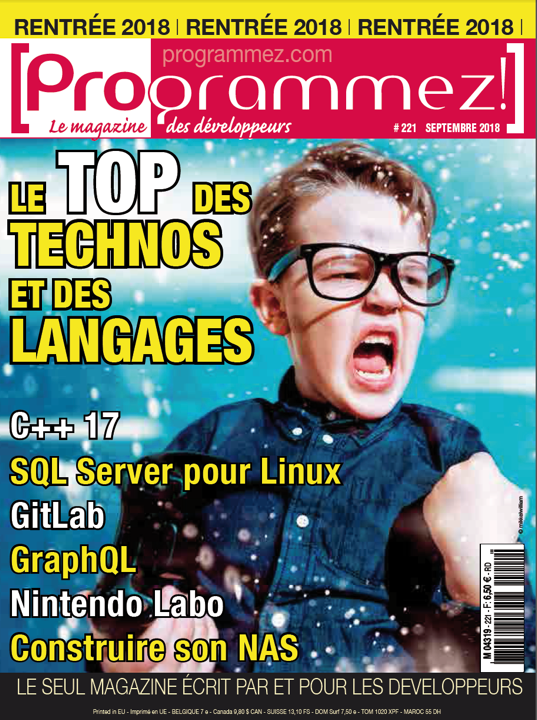 RENTRÉE 2018 | RENTRÉE 2018 | RENTRÉE 2018 |
programmez.com
[Programmez!]
Le magazine des développeurs
# 221 SEPTEMBRE 2018
LE TOP DES
TECHNOS
ET DES
LANGAGES
C++ 17
SQL Server pour Linux
GitLab
GraphQL
Nintendo Labo
Construire son NAS
M 04319 - 221 - F: 6,50 € - RD
LE SEUL MAGAZINE ÉCRIT PAR ET POUR LES DEVELOPPEURS
Printed in EU - Imprimé en UE - BELGIQUE 7 € - Canada 9,80 $ CAN - SUISSE 13,10 FS - DOM Surf 7,50 € - TOM 1020 XPF - MAROC 55 DH